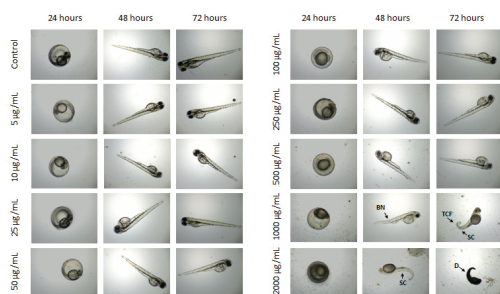 24 hours 48 hours 72 hours
Control
5 µg/mL
10 µg/mL
25 µg/mL
50 µg/mL
24 hours 48 hours 72 hours
100 µg/mL
250 µg/mL
500 µg/mL
1000 µg/mL
BN
TCF
SC
2000 µg/mL
SC
D